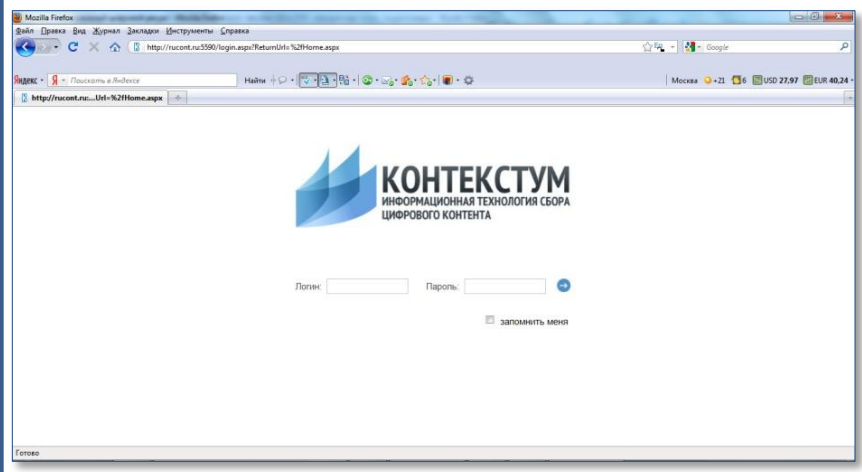 Mozilla Firefox
Файл Правка Вид Журнал Закладки Инструменты Справка
http://rucont.ru:5590/login.aspx?ReturnUrl=%2fHome.aspx
Google
Яндекс Я Поискать в Яндексе Найти Москва +21 6 USD 27,97 EUR 40,24
http://rucont.ru:...Url=%2fHome.aspx
КОНТЕКСТУМ
ИНФОРМАЦИОННАЯ ТЕХНОЛОГИЯ СБОРА
ЦИФРОВОГО КОНТЕНТА
Логин: Пароль:
запомнить меня
Готово